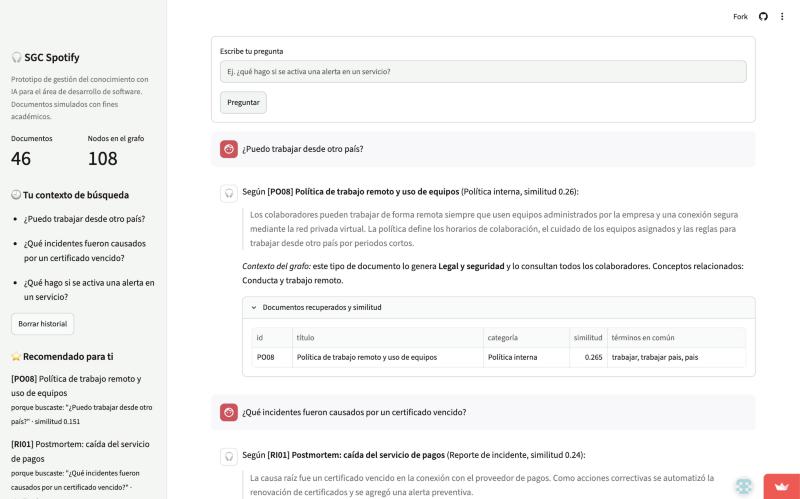 Fork
SGC Spotify
Prototipo de gestión del conocimiento con
IA para el área de desarrollo de software.
Documentos simulados con fines
académicos.
Documentos
Nodos en el grafo
46
108
Tu contexto de búsqueda
¿Puedo trabajar desde otro país?
¿Qué incidentes fueron causados
por un certificado vencido?
¿Qué hago si se activa una alerta en
un servicio?
Borrar historial
Recomendado para ti
[PO08] Política de trabajo remoto y
uso de equipos
porque buscaste: "¿Puedo trabajar desde otro
país?" · similitud 0.151
[RI01] Postmortem: caída del servicio
de pagos
porque buscaste: "¿Qué incidentes fueron
causados por un certificado vencido?" ·
Escribe tu pregunta
Ej. ¿qué hago si se activa una alerta en un servicio?
Preguntar
¿Puedo trabajar desde otro país?
Según [PO08] Política de trabajo remoto y uso de equipos (Política interna, similitud 0.26):
Los colaboradores pueden trabajar de forma remota siempre que usen equipos administrados por la empresa y una conexión segura
mediante la red privada virtual. La política define los horarios de colaboración, el cuidado de los equipos asignados y las reglas para
trabajar desde otro país por periodos cortos.
Contexto del grafo: este tipo de documento lo genera Legal y seguridad y lo consultan todos los colaboradores. Conceptos relacionados:
Conducta y trabajo remoto.
Documentos recuperados y similitud
id título categoría similitud términos en común
PO08 Política de trabajo remoto y uso de equipos Política interna 0.265 trabajar, trabajar pais, pais
¿Qué incidentes fueron causados por un certificado vencido?
Según [RI01] Postmortem: caída del servicio de pagos (Reporte de incidente, similitud 0.24):
La causa raíz fue un certificado vencido en la conexión con el proveedor de pagos. Como acciones correctivas se automatizó la
renovación de certificados y se agregó una alerta preventiva.